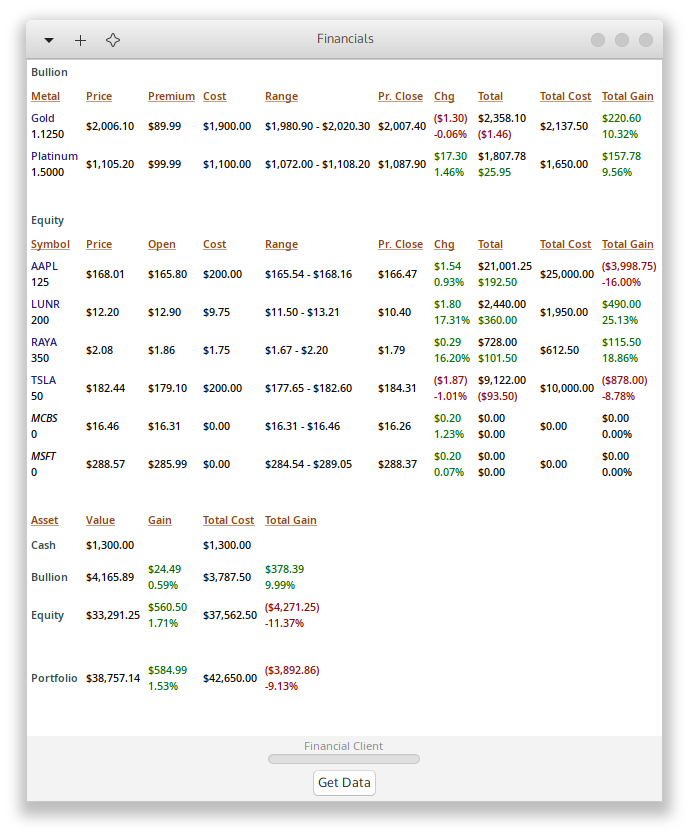 Financials
Bullion
Metal Price Premium Cost Range Pr. Close Chg Total Total Cost Total Gain
Gold ($1.30) $2,358.10 $220.60
$2,006.10 $89.99 $1,900.00 $1,980.90 - $2,020.30 $2,007.40 $2,137.50
1.1250 -0.06% ($1.46) 10.32%
Platinum $17.30 $1,807.78 $157.78
$1,105.20 $99.99 $1,100.00 $1,072.00 - $1,108.20 $1,087.90 $1,650.00
1.5000 1.46% $25.95 9.56%
Equity
Symbol Price Open Cost Range Pr. Close Chg Total Total Cost Total Gain
AAPL $1.54 $21,001.25 ($3,998.75)
$168.01 $165.80 $200.00 $165.54 - $168.16 $166.47 $25,000.00
125 0.93% $192.50 -16.00%
LUNR $1.80 $2,440.00 $490.00
$12.20 $12.90 $9.75 $11.50 - $13.21 $10.40 $1,950.00
200 17.31% $360.00 25.13%
RAYA $0.29 $728.00 $115.50
$2.08 $1.86 $1.75 $1.67 - $2.20 $1.79 $612.50
350 16.20% $101.50 18.86%
TSLA ($1.87) $9,122.00 ($878.00)
$182.44 $179.10 $200.00 $177.65 - $182.60 $184.31 $10,000.00
50 -1.01% ($93.50) -8.78%
MCBS $0.20 $0.00 $0.00
$16.46 $16.31 $0.00 $16.31 - $16.46 $16.26 $0.00
0 1.23% $0.00 0.00%
MSFT $0.20 $0.00 $0.00
$288.57 $285.99 $0.00 $284.54 - $289.05 $288.37 $0.00
0 0.07% $0.00 0.00%
Asset Value Gain Total Cost Total Gain
Cash $1,300.00 $1,300.00
$24.49 $378.39
Bullion $4,165.89 $3,787.50
0.59% 9.99%
$560.50 ($4,271.25)
Equity $33,291.25 $37,562.50
1.71% -11.37%
$584.99 ($3,892.86)
Portfolio $38,757.14 $42,650.00
1.53% -9.13%
Financial Client
Get Data